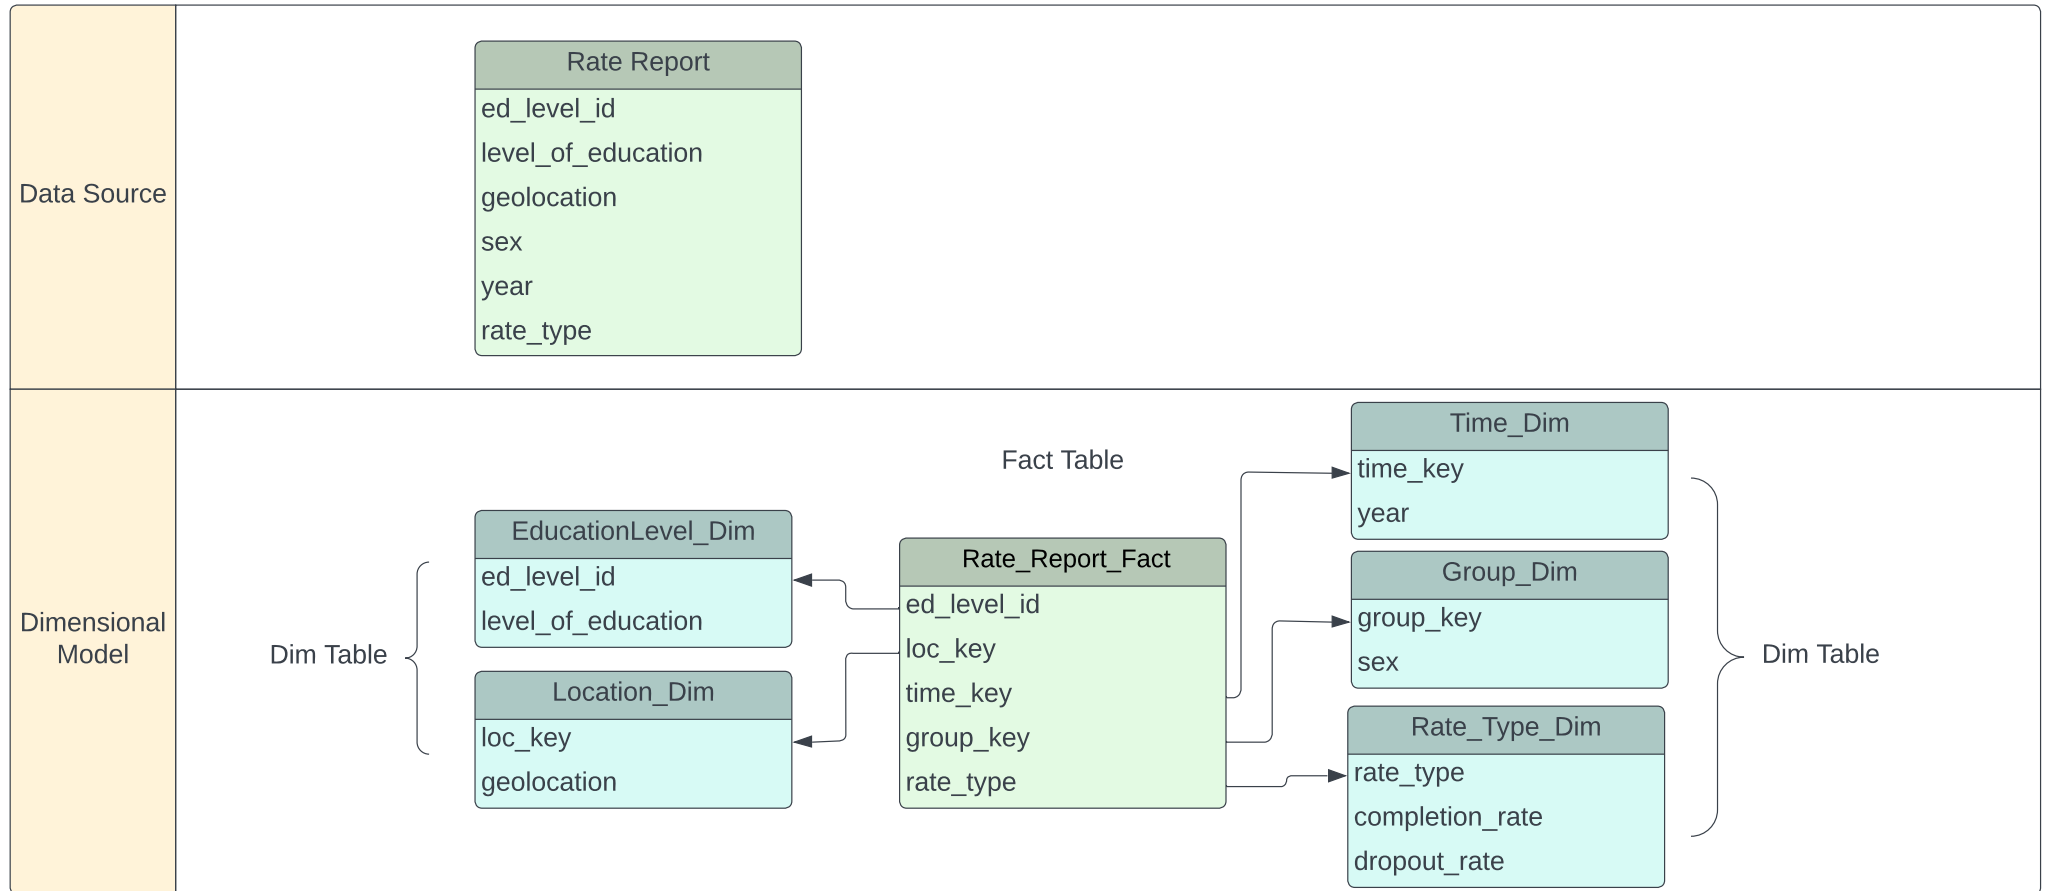 Data Source
Rate Report
ed_level_id
level_of_education
geolocation
sex
year
rate_type
Dimensional
Model
Dim Table
EducationLevel_Dim
ed_level_id
level_of_education
Location_Dim
loc_key
geolocation
Fact Table
Rate_Report_Fact
ed_level_id
loc_key
time_key
group_key
rate_type
Time_Dim
time_key
year
Group_Dim
group_key
sex
Rate_Type_Dim
rate_type
completion_rate
dropout_rate
Dim Table